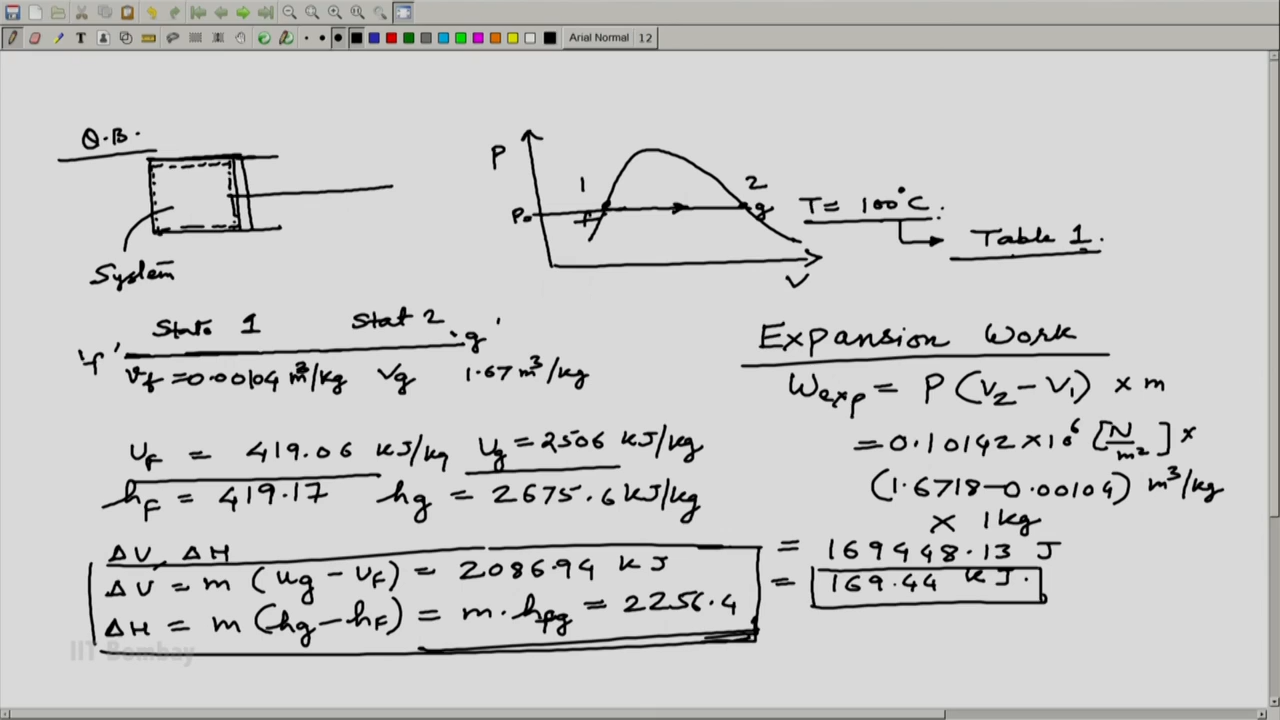 Arial Normal 12
Q.B.
System
P
P₀
1
f
2
g
V
T = 100°C.
Table 1.
State 1 Stat 2
'f' 'g'
vf = 0.00104 m³/kg Vg 1.67 m³/kg
uf = 419.06 kJ/kg Ug = 2506 kJ/kg
hf = 419.17 hg = 2675.6 kJ/kg
ΔU, ΔH
ΔU = m (ug - uf) = 2086.94 kJ
ΔH = m (hg - hf) = m. hfg = 2256.4
Expansion Work
Wexp = P (V₂ - V₁) × m
= 0.10142 × 10⁶ [N/m²] ×
(1.6718 - 0.00104) m³/kg
× 1kg
= 169448.13 J
= 169.44 kJ.
IIT Bombay